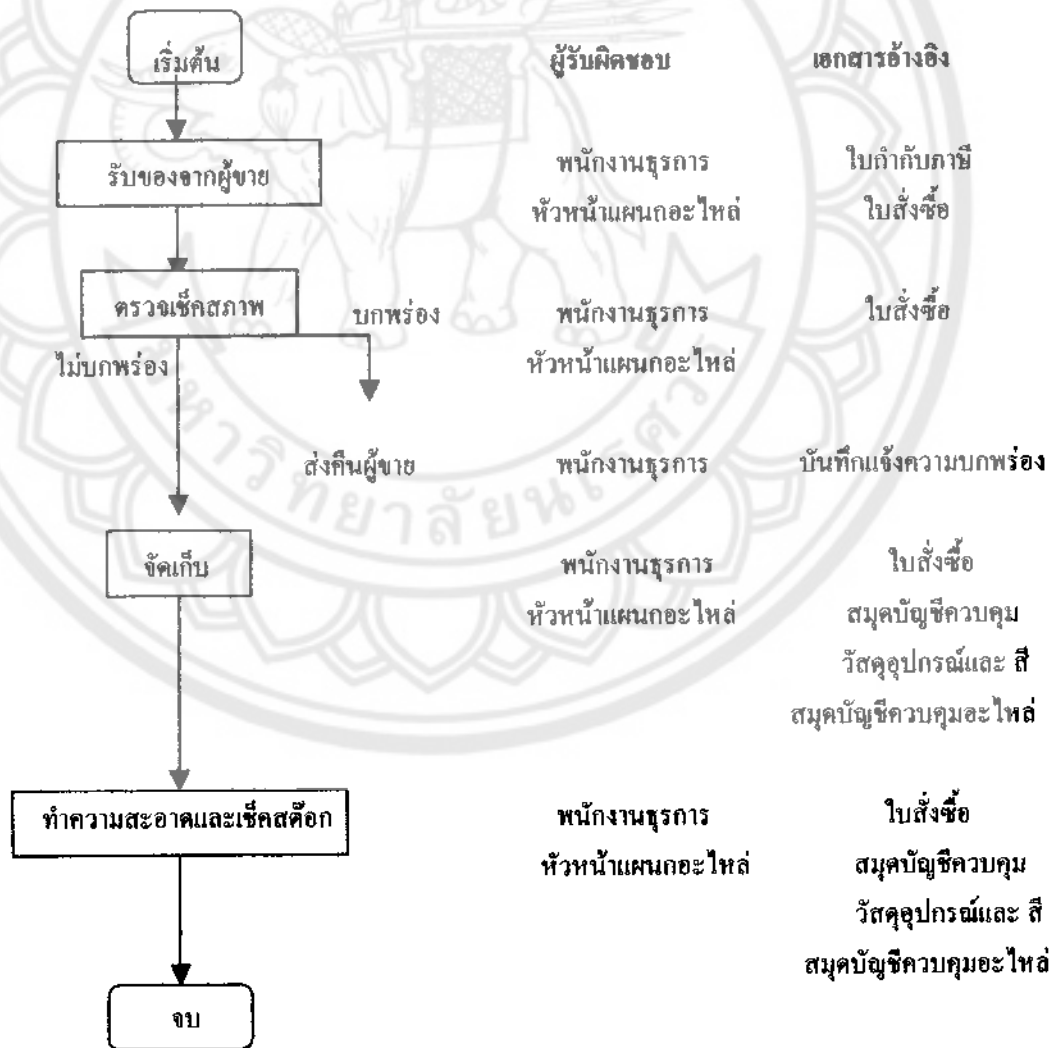 เริ่มต้น ผู้รับผิดชอบ เอกสารอ้างอิง
รับของจากผู้ขาย พนักงานธุรการ ใบกำกับภาษี
หัวหน้าแผนกอะไหล่ ใบสั่งซื้อ
ตรวจเช็คสภาพ บกพร่อง พนักงานธุรการ ใบสั่งซื้อ
ไม่บกพร่อง หัวหน้าแผนกอะไหล่
ส่งคืนผู้ขาย พนักงานธุรการ บันทึกแจ้งความบกพร่อง
มหาวิทยาลัยนเรศวร
จัดเก็บ พนักงานธุรการ ใบสั่งซื้อ
หัวหน้าแผนกอะไหล่ สมุดบัญชีควบคุม
วัสดุอุปกรณ์และ สี
สมุดบัญชีควบคุมอะไหล่
ทำความสะอาดและเช็คสต๊อก พนักงานธุรการ ใบสั่งซื้อ
หัวหน้าแผนกอะไหล่ สมุดบัญชีควบคุม
วัสดุอุปกรณ์และ สี
สมุดบัญชีควบคุมอะไหล่
จบ